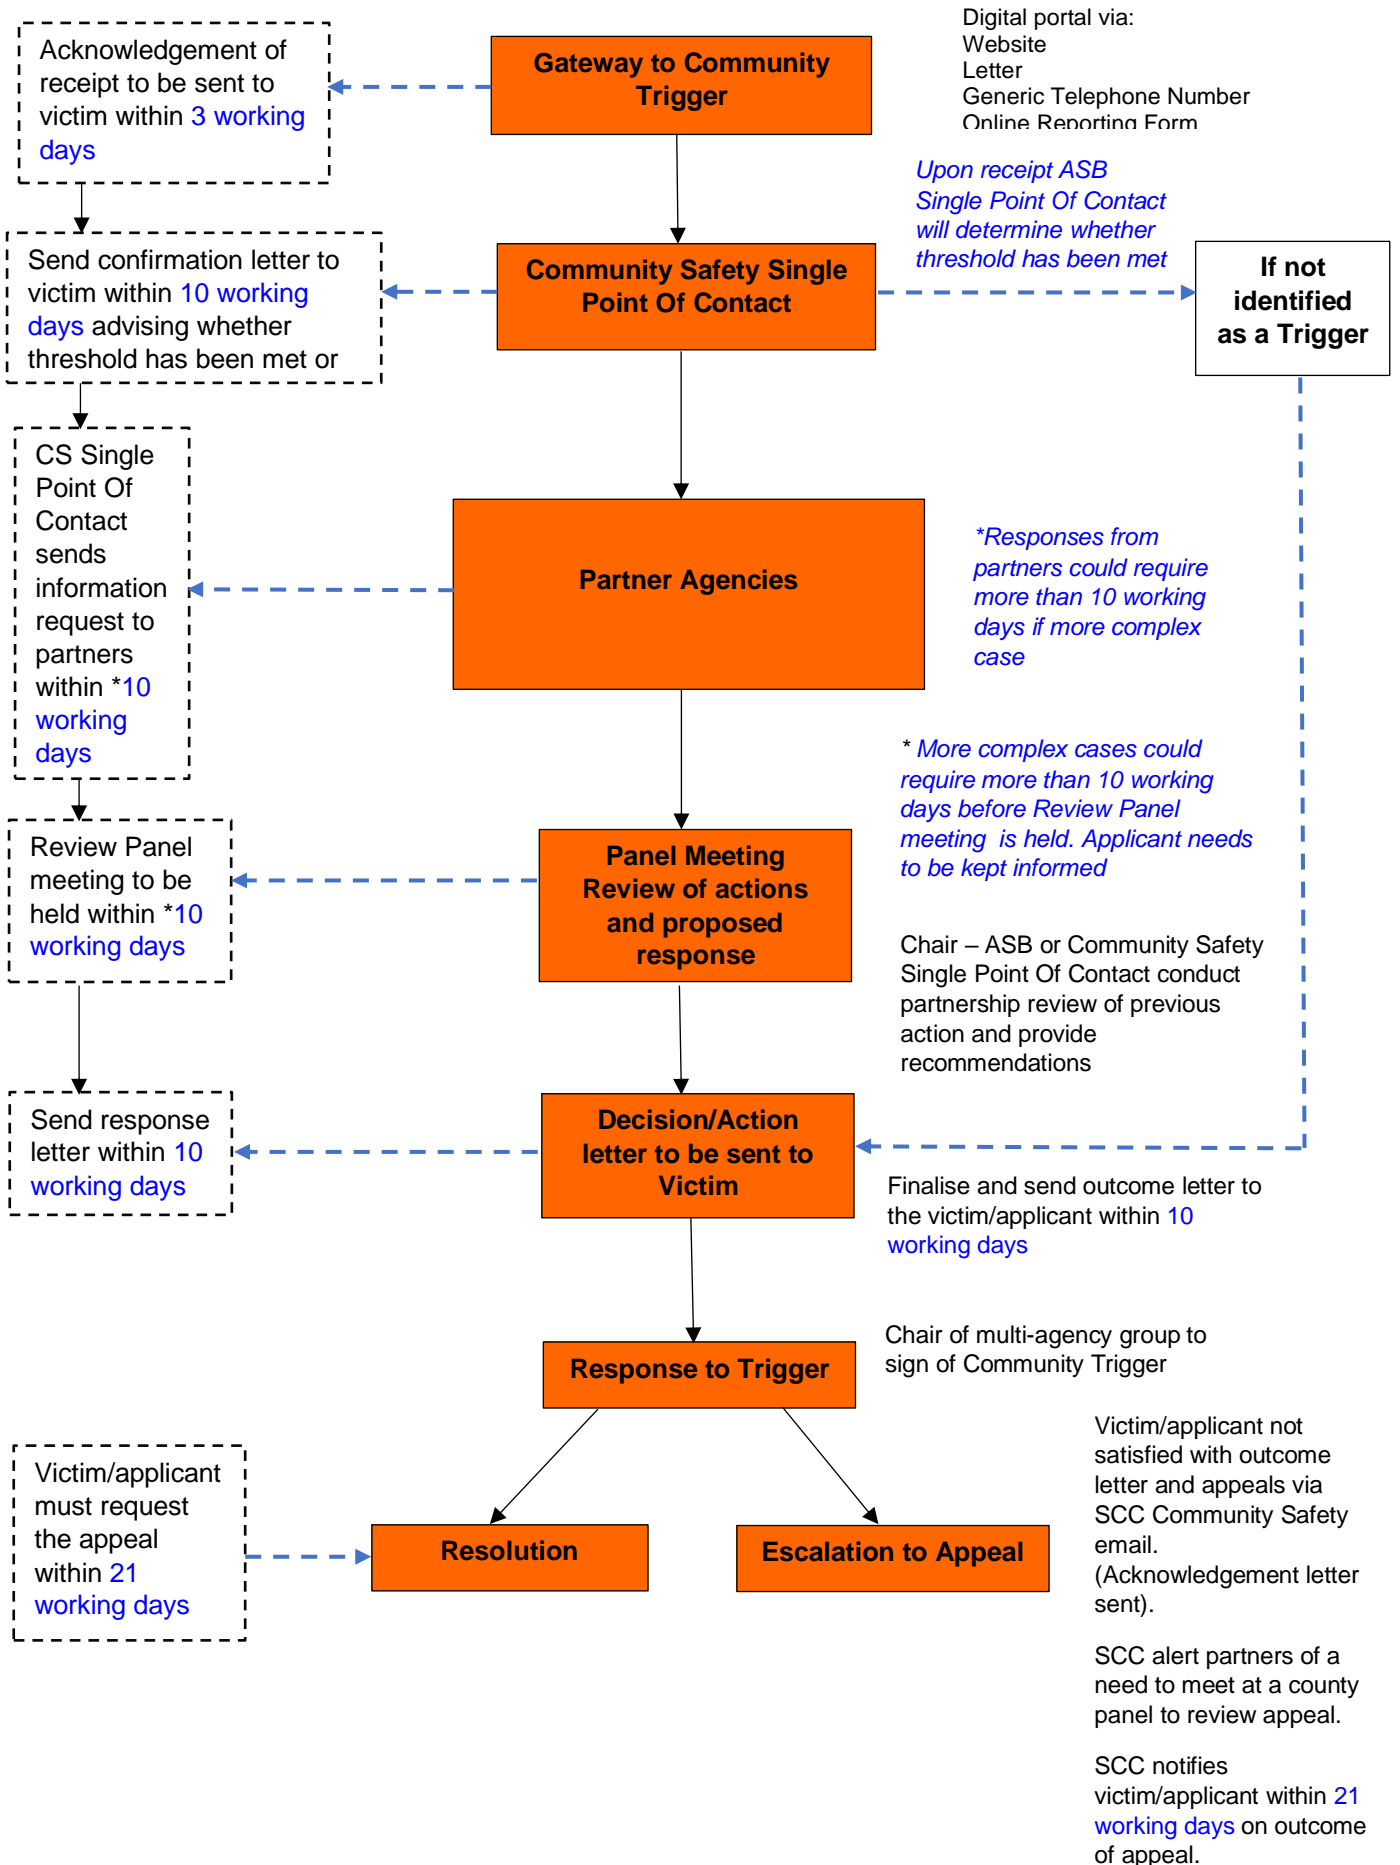 Digital portal via:
Website
Letter
Generic Telephone Number
Online Reporting Form
Acknowledgement of
receipt to be sent to
victim within 3 working
days
Gateway to Community
Trigger
Upon receipt ASB
Single Point Of Contact
will determine whether
threshold has been met
Send confirmation letter to
victim within 10 working
days advising whether
threshold has been met or
Community Safety Single
Point Of Contact
If not
identified
as a Trigger
CS Single
Point Of
Contact
sends
information
request to
partners
within *10
working
days
Partner Agencies
*Responses from
partners could require
more than 10 working
days if more complex
case
* More complex cases could
require more than 10 working
days before Review Panel
meeting  is held. Applicant needs
to be kept informed
Review Panel
meeting to be
held within *10
working days
Panel Meeting
Review of actions
and proposed
response
Chair – ASB or Community Safety
Single Point Of Contact conduct
partnership review of previous
action and provide
recommendations
Send response
letter within 10
working days
Decision/Action
letter to be sent to
Victim
Finalise and send outcome letter to
the victim/applicant within 10
working days
Response to Trigger
Chair of multi-agency group to
sign of Community Trigger
Victim/applicant
must request
the appeal
within 21
working days
Resolution
Escalation to Appeal
Victim/applicant not
satisfied with outcome
letter and appeals via
SCC Community Safety
email.
(Acknowledgement letter
sent).
SCC alert partners of a
need to meet at a county
panel to review appeal.
SCC notifies
victim/applicant within 21
working days on outcome
of appeal.